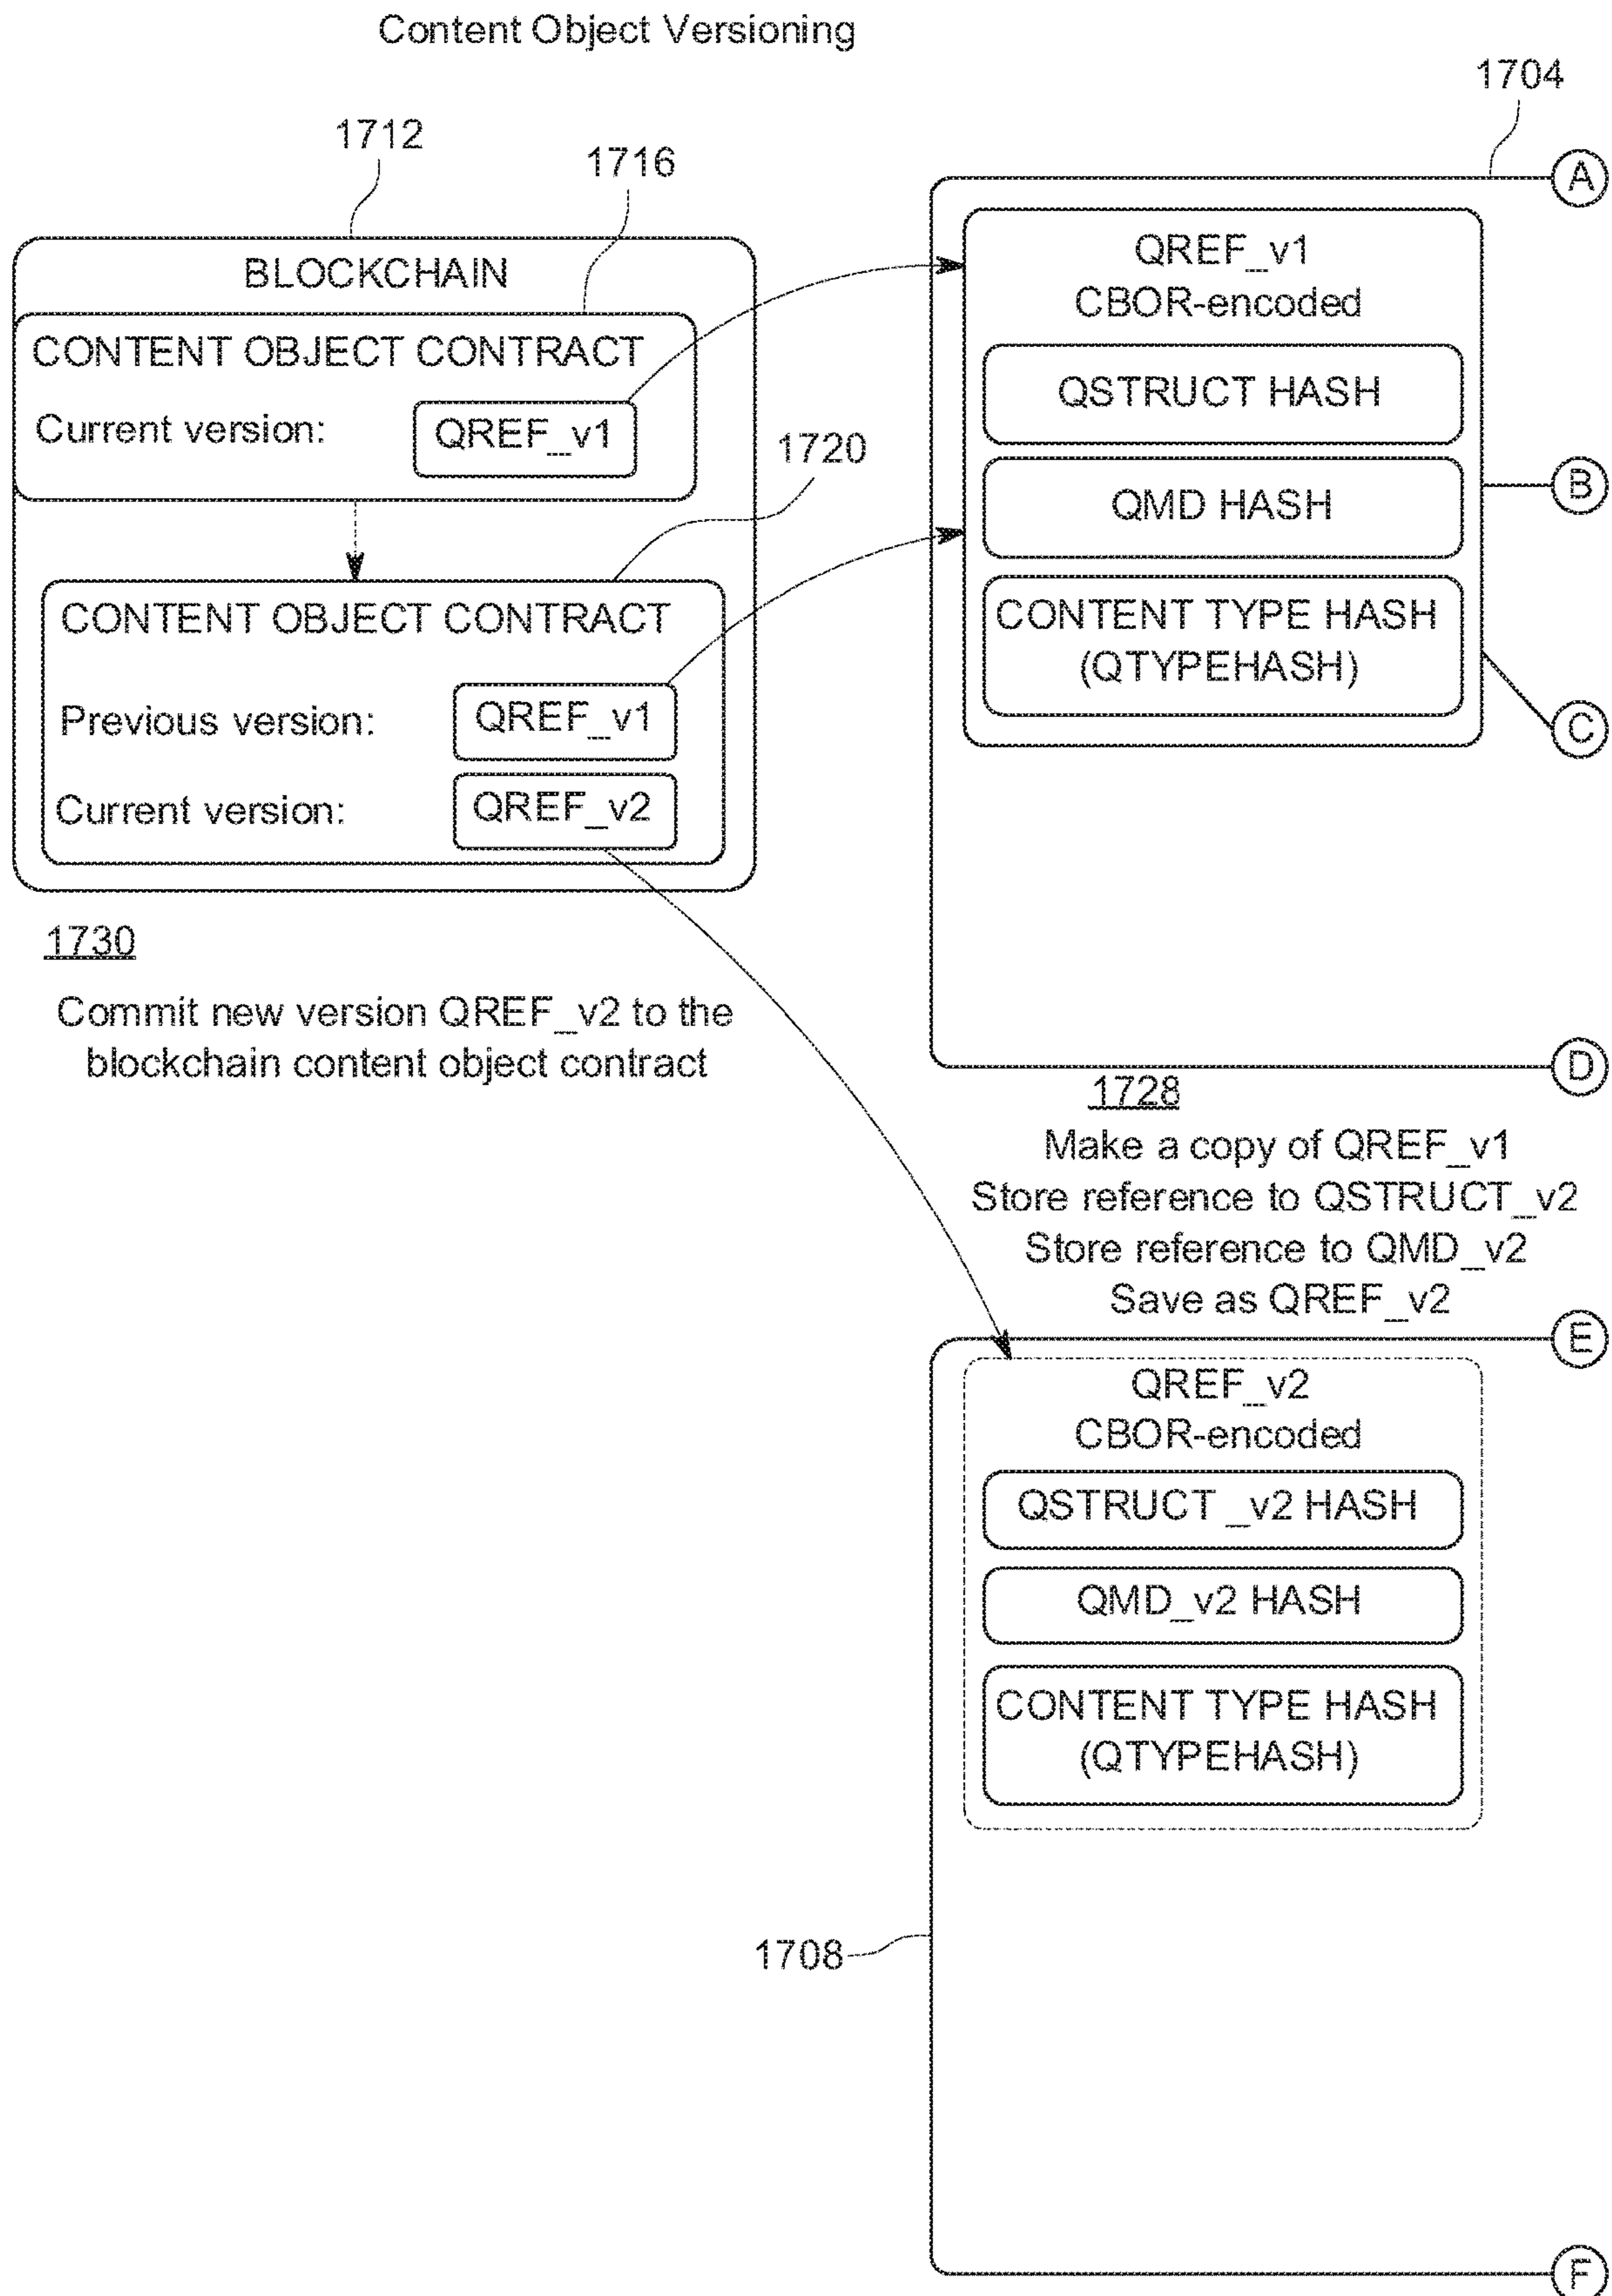 Content Object Versioning
1704
1712
1716
A
BLOCKCHAIN
CONTENT OBJECT CONTRACT
Current version:
QREF_v1
1720
CONTENT OBJECT CONTRACT
Previous version:
QREF_v1
Current version:
QREF_v2
1730
Commit new version QREF_v2 to the
blockchain content object contract
QREF_v1
CBOR-encoded
QSTRUCT HASH
QMD HASH
B
CONTENT TYPE HASH
(QTYPEHASH)
C
D
1728
Make a copy of QREF_v1
Store reference to QSTRUCT_v2
Store reference to QMD_v2
Save as QREF_v2
E
QREF_v2
CBOR-encoded
QSTRUCT _v2 HASH
QMD_v2 HASH
CONTENT TYPE HASH
(QTYPEHASH)
1708
F